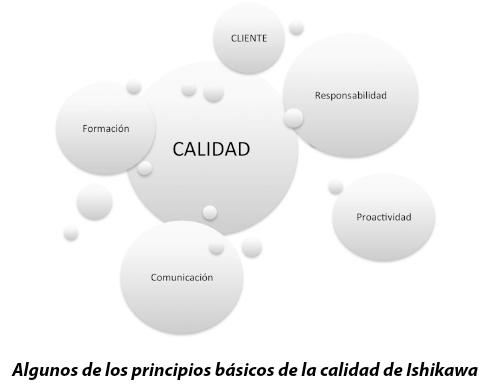 CLIENTE
Responsabilidad
Formación
CALIDAD
Proactividad
Comunicación
Algunos de los principios básicos de la calidad de Ishikawa